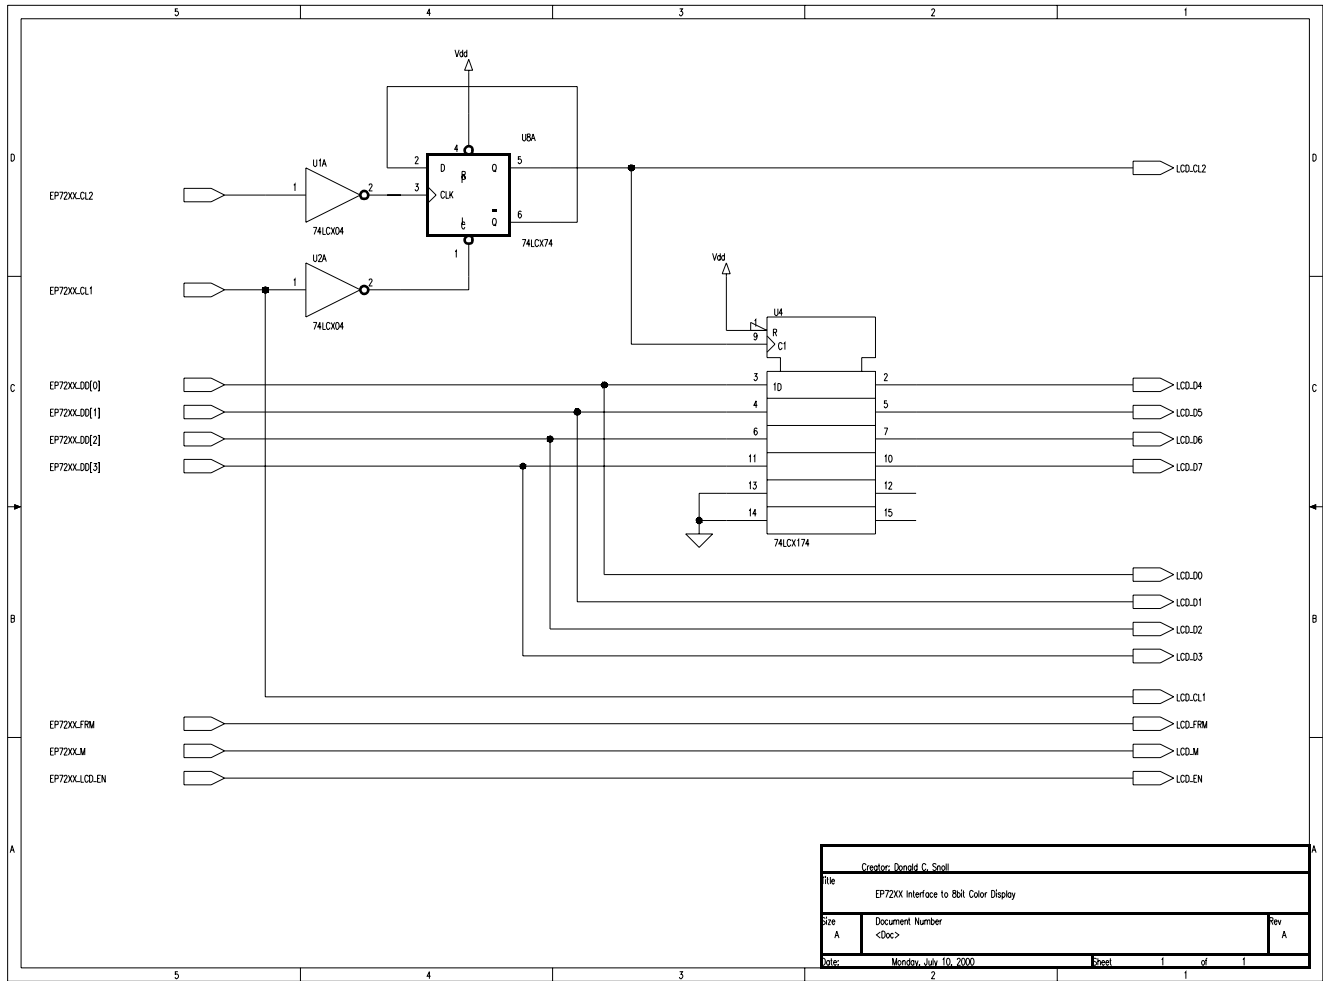 5 4 3 2 1
Vdd
U8A
D D
4
2 D R Q 5
LCD_CL2
U1A
EP72XX_CL2 1 2 3 CLK
Q 6
74LCX04
1
74LCX74
U2A
Vdd
EP72XX_CL1 1 2
74LCX04
U4
1 R
9 C1
C C
EP72XX_DD[0] 3 1D 2 LCD_D4
EP72XX_DD[1] 4 5 LCD_D5
EP72XX_DD[2] 6 7 LCD_D6
EP72XX_DD[3] 11 10 LCD_D7
13 12
14 15
74LCX174
LCD_D0
LCD_D1
B B
LCD_D2
LCD_D3
LCD_CL1
EP72XX_FRM LCD_FRM
EP72XX_M LCD_M
EP72XX_LCD_EN LCD_EN
A A
Creator: Donald C. Snoll
Title
EP72XX Interface to 8bit Color Display
Size Document Number Rev
A <Doc> A
Date: Monday, July 10, 2000 Sheet 1 of 1
5 4 3 2 1